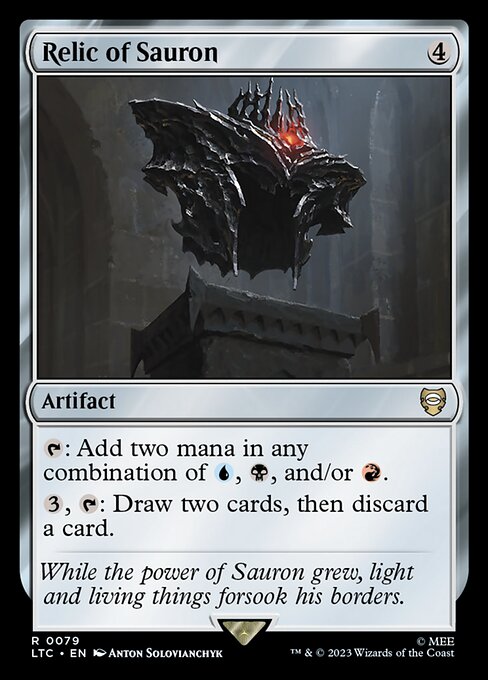 Relic of Sauron 4
Artifact
: Add two mana in any
combination of , , and/or .
3, : Draw two cards, then discard
a card.
While the power of Sauron grew, light
and living things forsook his borders.
R 0079
LTC • EN Anton Solovianchyk
© MEE
™ & © 2023 Wizards of the Coast